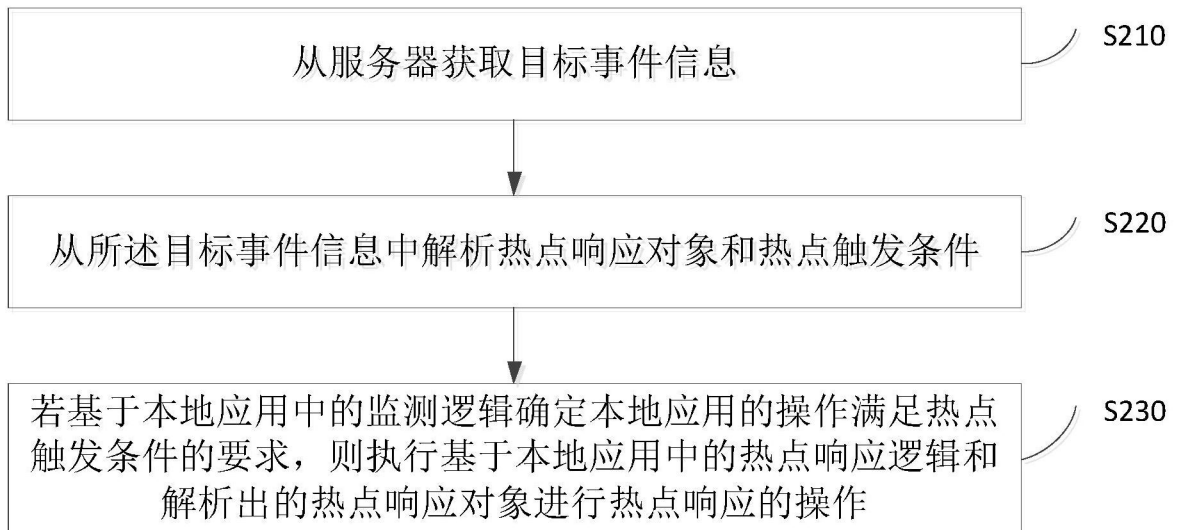 从服务器获取目标事件信息
S210
从所述目标事件信息中解析热点响应对象和热点触发条件
S220
若基于本地应用中的监测逻辑确定本地应用的操作满足热点
触发条件的要求，则执行基于本地应用中的热点响应逻辑和
解析出的热点响应对象进行热点响应的操作
S230